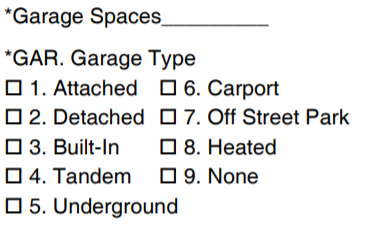 *Garage Spaces__________
*GAR. Garage Type
☐ 1. Attached ☐ 6. Carport
☐ 2. Detached ☐ 7. Off Street Park
☐ 3. Built-In ☐ 8. Heated
☐ 4. Tandem ☐ 9. None
☐ 5. Underground